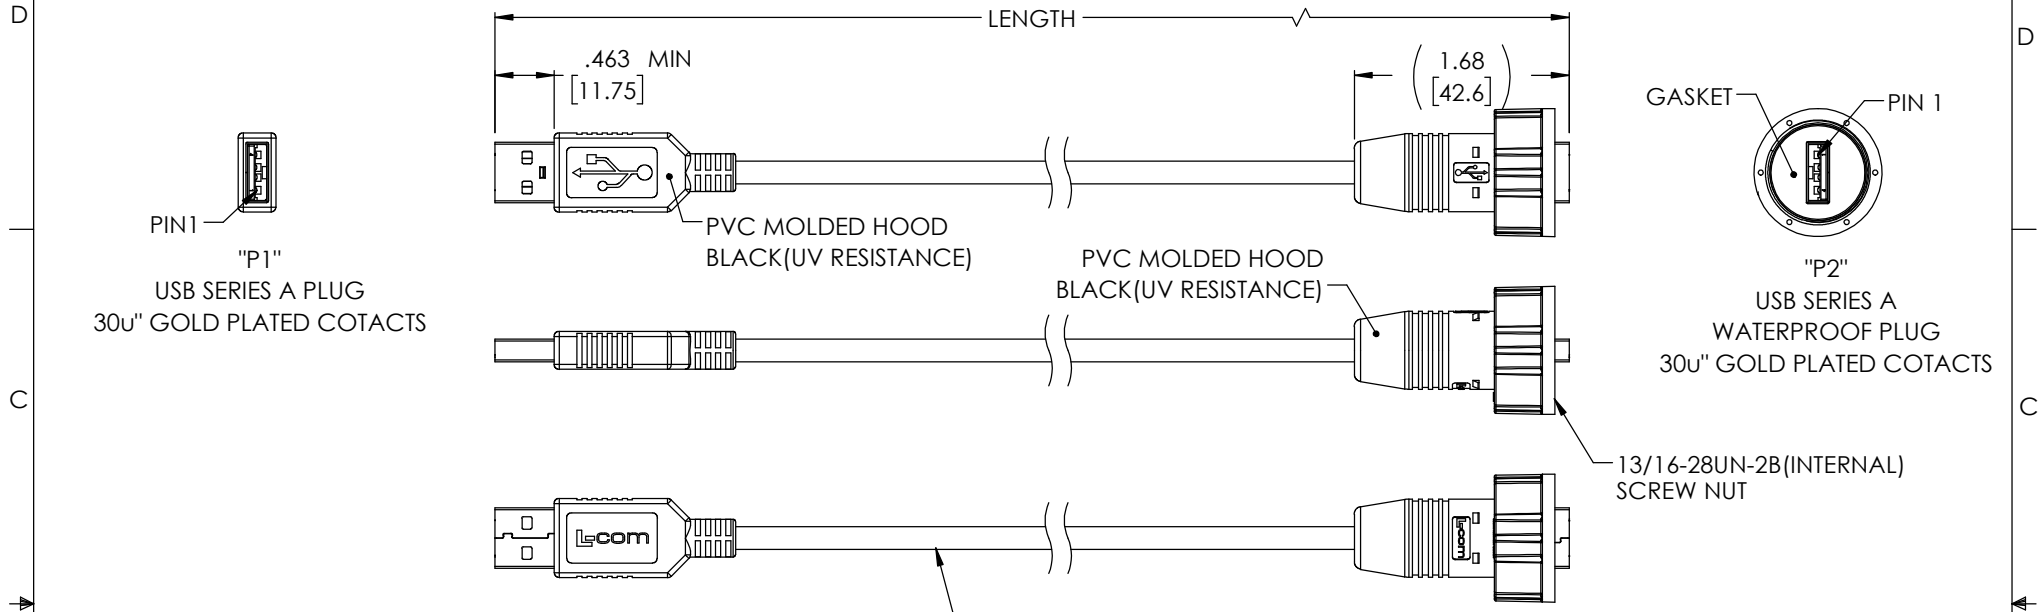 D
D
LENGTH
.463 MIN
[11.75]
1.68
[42.6]
GASKET
PIN 1
PIN1
"P1"
USB SERIES A PLUG
30u" GOLD PLATED COTACTS
PVC MOLDED HOOD
BLACK(UV RESISTANCE)
PVC MOLDED HOOD
BLACK(UV RESISTANCE)
"P2"
USB SERIES A
WATERPROOF PLUG
30u" GOLD PLATED COTACTS
C
C
13/16-28UN-2B(INTERNAL)
SCREW NUT
L-com
L-com